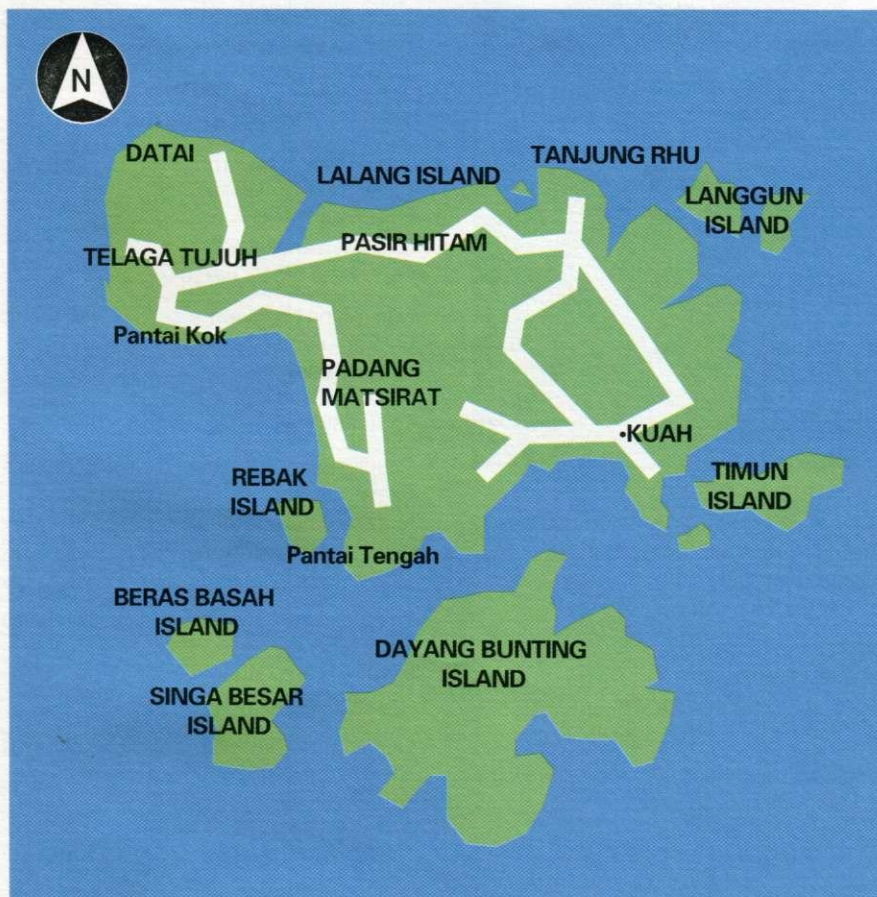 N
DATAI
LALANG ISLAND
TANJUNG RHU
LANGGUN
ISLAND
TELAGA TUJUH
PASIR HITAM
Pantai Kok
PADANG
MATSIRAT
•KUAH
REBAK
ISLAND
TIMUN
ISLAND
Pantai Tengah
BERAS BASAH
ISLAND
DAYANG BUNTING
ISLAND
SINGA BESAR
ISLAND